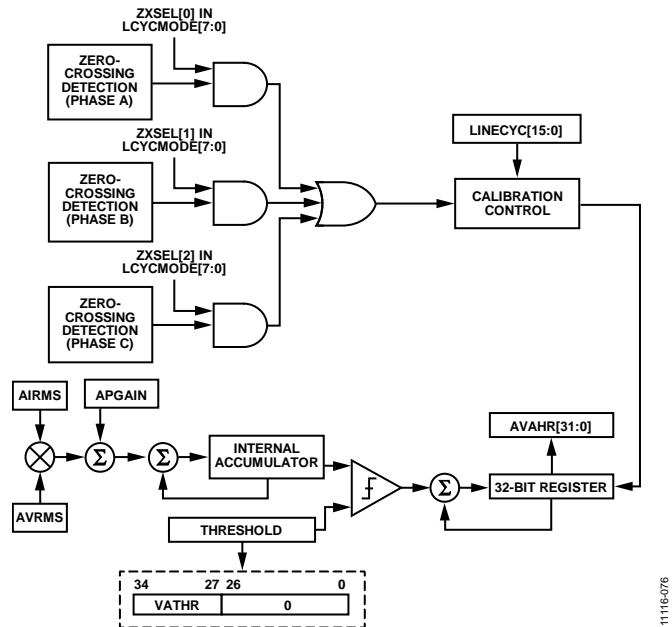 ZXSEL[0] IN
LCYCMODE[7:0]
ZERO-
CROSSING
DETECTION
(PHASE A)
ZXSEL[1] IN
LCYCMODE[7:0]
ZERO-
CROSSING
DETECTION
(PHASE B)
LINECYC[15:0]
CALIBRATION
CONTROL
ZXSEL[2] IN
LCYCMODE[7:0]
ZERO-
CROSSING
DETECTION
(PHASE C)
AIRMS
APGAIN
AVAHR[31:0]
Σ
Σ
INTERNAL
ACCUMULATOR
Σ
32-BIT REGISTER
AVRMS
THRESHOLD
34 27 26 0
VATHR 0
11116-076